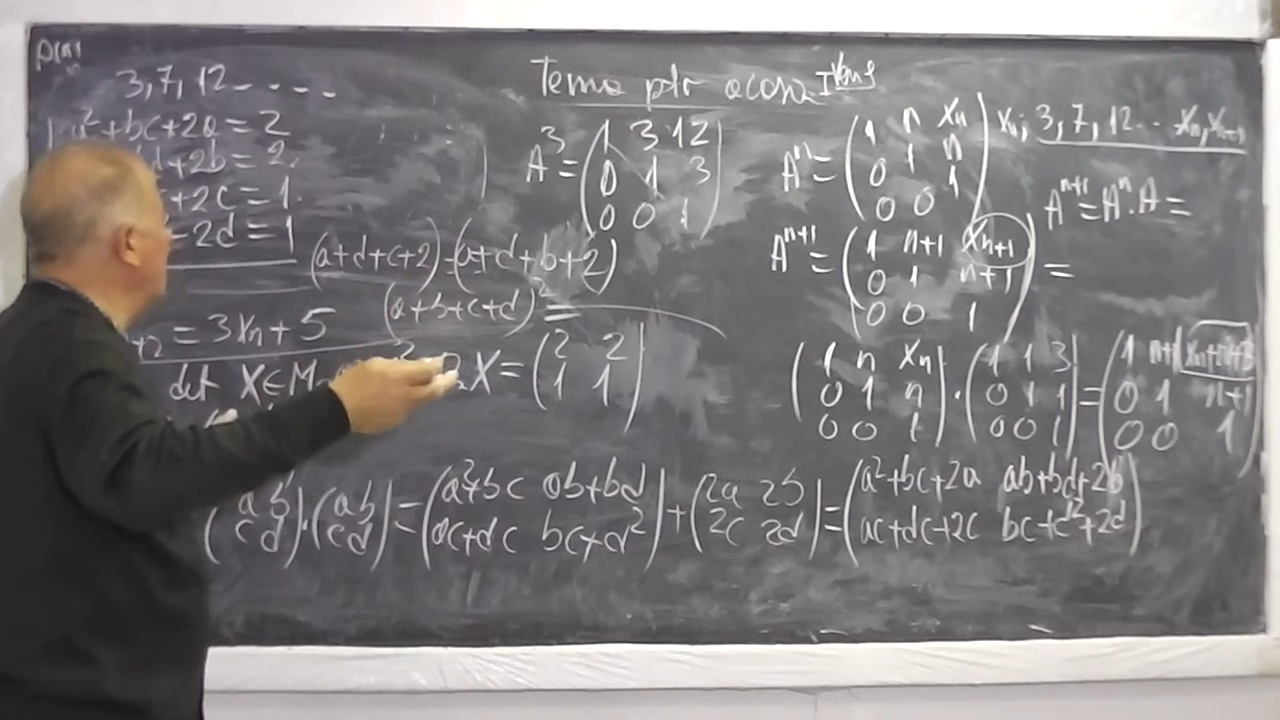 P(n)
3, 7, 12 - - - -
a²+bc+2a = 2
d+2b = 2
+2c = 1
2d = 1
(a+d+c+2) = (a+d+b+2)
(a+b+c+d)² =
= 3Xn + 5
det X∈M 2X = (2 2
1 1)
Tema ptr acasa
A³ = (1 3 12
0 1 3
0 0 1)
Aⁿ = (1 n Xn
0 1 n
0 0 1)
Xn; 3, 7, 12 .. Xn, Xn+1
Aⁿ⁺¹ = Aⁿ · A =
Aⁿ⁺¹ = (1 n+1 Xn+1
0 1 n+1
0 0 1) =
(1 n Xn
0 1 n
0 0 1) · (1 1 3
0 1 1
0 0 1) = (1 n+1 Xn+n+3
0 1 n+1
0 0 1)
(a b
c d) · (a b
c d) = (a²+bc ab+bd
ac+dc bc+d²) + (2a 2b
2c 2d) = (a²+bc+2a ab+bd+2b
ac+dc+2c bc+d²+2d)